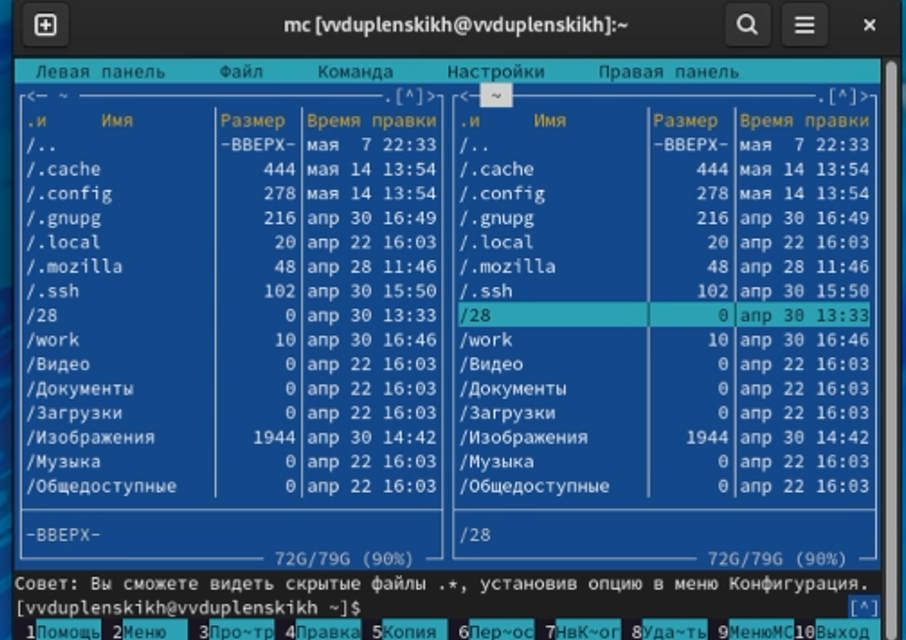 mc [vvduplenskikh@vvduplenskikh]:~
Левая панель Файл Команда Настройки Правая панель
<─ ~ .[^]> <─ ~ .[^]>
.и Имя Размер Время правки .и Имя Размер Время правки
/.. -ВВЕРХ- мая 7 22:33 /.. -ВВЕРХ- мая 7 22:33
/.cache 444 мая 14 13:54 /.cache 444 мая 14 13:54
/.config 278 мая 14 13:54 /.config 278 мая 14 13:54
/.gnupg 216 апр 30 16:49 /.gnupg 216 апр 30 16:49
/.local 20 апр 22 16:03 /.local 20 апр 22 16:03
/.mozilla 48 апр 28 11:46 /.mozilla 48 апр 28 11:46
/.ssh 102 апр 30 15:50 /.ssh 102 апр 30 15:50
/28 0 апр 30 13:33 /28 0 апр 30 13:33
/work 10 апр 30 16:46 /work 10 апр 30 16:46
/Видео 0 апр 22 16:03 /Видео 0 апр 22 16:03
/Документы 0 апр 22 16:03 /Документы 0 апр 22 16:03
/Загрузки 0 апр 22 16:03 /Загрузки 0 апр 22 16:03
/Изображения 1944 апр 30 14:42 /Изображения 1944 апр 30 14:42
/Музыка 0 апр 22 16:03 /Музыка 0 апр 22 16:03
/Общедоступные 0 апр 22 16:03 /Общедоступные 0 апр 22 16:03
-ВВЕРХ- /28
72G/79G (90%) 72G/79G (90%)
Совет: Вы сможете видеть скрытые файлы .*, установив опцию в меню Конфигурация.
[vvduplenskikh@vvduplenskikh ~]$ [^]
1Помощь 2Меню 3Про~тр 4Правка 5Копия 6Пер~ос 7НвК~ог 8Уда~ть 9МенюMC 10Выход